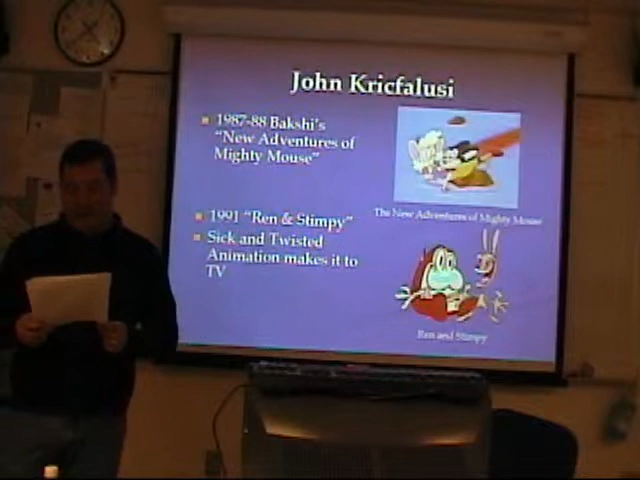 John Kricfalusi
1987-88 Bakshi's
"New Adventures of
Mighty Mouse"
The New Adventures of Mighty Mouse
1991 "Ren & Stimpy"
Sick and Twisted
Animation makes it to
TV
Ren and Stimpy